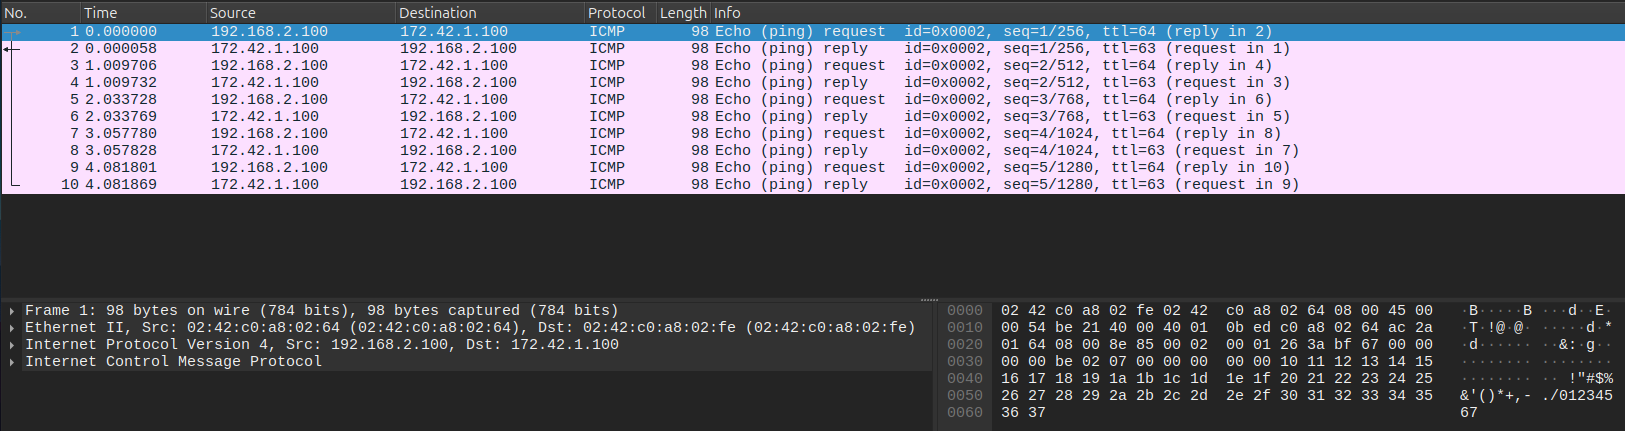 No. Time Source Destination Protocol Length Info
1 0.000000 192.168.2.100 172.42.1.100 ICMP 98 Echo (ping) request id=0x0002, seq=1/256, ttl=64 (reply in 2)
2 0.000058 172.42.1.100 192.168.2.100 ICMP 98 Echo (ping) reply id=0x0002, seq=1/256, ttl=63 (request in 1)
3 1.009706 192.168.2.100 172.42.1.100 ICMP 98 Echo (ping) request id=0x0002, seq=2/512, ttl=64 (reply in 4)
4 1.009732 172.42.1.100 192.168.2.100 ICMP 98 Echo (ping) reply id=0x0002, seq=2/512, ttl=63 (request in 3)
5 2.033728 192.168.2.100 172.42.1.100 ICMP 98 Echo (ping) request id=0x0002, seq=3/768, ttl=64 (reply in 6)
6 2.033769 172.42.1.100 192.168.2.100 ICMP 98 Echo (ping) reply id=0x0002, seq=3/768, ttl=63 (request in 5)
7 3.057780 192.168.2.100 172.42.1.100 ICMP 98 Echo (ping) request id=0x0002, seq=4/1024, ttl=64 (reply in 8)
8 3.057828 172.42.1.100 192.168.2.100 ICMP 98 Echo (ping) reply id=0x0002, seq=4/1024, ttl=63 (request in 7)
9 4.081801 192.168.2.100 172.42.1.100 ICMP 98 Echo (ping) request id=0x0002, seq=5/1280, ttl=64 (reply in 10)
10 4.081869 172.42.1.100 192.168.2.100 ICMP 98 Echo (ping) reply id=0x0002, seq=5/1280, ttl=63 (request in 9)
Frame 1: 98 bytes on wire (784 bits), 98 bytes captured (784 bits)
Ethernet II, Src: 02:42:c0:a8:02:64 (02:42:c0:a8:02:64), Dst: 02:42:c0:a8:02:fe (02:42:c0:a8:02:fe)
Internet Protocol Version 4, Src: 192.168.2.100, Dst: 172.42.1.100
Internet Control Message Protocol
0000 02 42 c0 a8 02 fe 02 42 c0 a8 02 64 08 00 45 00 ·B·····B ···d··E·
0010 00 54 be 21 40 00 40 01 0b ed c0 a8 02 64 ac 2a ·T·!@·@· ·····d·*
0020 01 64 08 00 8e 85 00 02 00 01 26 3a bf 67 00 00 ·d······ ··&:·g··
0030 00 00 be 02 07 00 00 00 00 00 10 11 12 13 14 15 ········ ········
0040 16 17 18 19 1a 1b 1c 1d 1e 1f 20 21 22 23 24 25 ········ ·· !"#$%
0050 26 27 28 29 2a 2b 2c 2d 2e 2f 30 31 32 33 34 35 &'()*+,- ./012345
0060 36 37 67